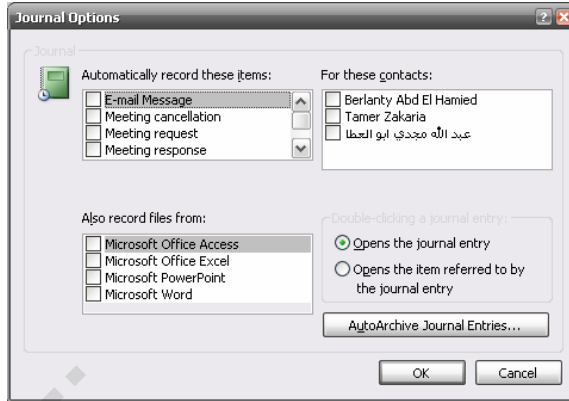 Journal Options
Journal
Automatically record these items:
E-mail Message
Meeting cancellation
Meeting request
Meeting response
For these contacts:
Berlanty Abd El Hamied
Tamer Zakaria
عبد الله مجدي ابو العطا
Also record files from:
Microsoft Office Access
Microsoft Office Excel
Microsoft PowerPoint
Microsoft Word
Double-clicking a journal entry:
Opens the journal entry
Opens the item referred to by
the journal entry
AutoArchive Journal Entries...
OK
Cancel